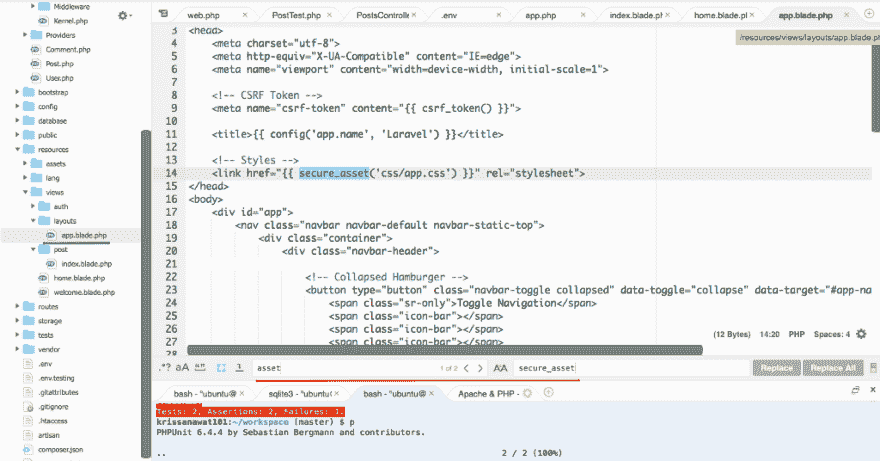 Middleware
Kernel.php
Providers
Comment.php
Post.php
User.php
bootstrap
config
database
public
resources
assets
lang
views
auth
layouts
app.blade.php
post
index.blade.php
home.blade.php
welcome.blade.php
routes
storage
tests
vendor
.env
.env.testing
.gitattributes
.gitignore
.htaccess
artisan
composer.json
web.php PostTest.php PostsControlle .env app.php index.blade.ph home.blade.pl app.blade.php
/resources/views/layouts/app.blade.ph
3 <head>
4 <meta charset="utf-8">
5 <meta http-equiv="X-UA-Compatible" content="IE=edge">
6 <meta name="viewport" content="width=device-width, initial-scale=1">
7
8 <!-- CSRF Token -->
9 <meta name="csrf-token" content="{{ csrf_token() }}">
10
11 <title>{{ config('app.name', 'Laravel') }}</title>
12
13 <!-- Styles -->
14 <link href="{{ secure_asset('css/app.css') }}" rel="stylesheet">
15 </head>
16 <body>
17 <div id="app">
18 <nav class="navbar navbar-default navbar-static-top">
19 <div class="container">
20 <div class="navbar-header">
21
22 <!-- Collapsed Hamburger -->
23 <button type="button" class="navbar-toggle collapsed" data-toggle="collapse" data-target="#app-na
24 <span class="sr-only">Toggle Navigation</span>
25 <span class="icon-bar"></span>
26 <span class="icon-bar"></span>
27 <span class="icon-bar"></span>
28
(12 Bytes) 14:20 PHP Spaces: 4
.*? aA asset 1 of 2 AA secure_asset Replace Replace All
bash - "ubuntu@ sqlite3 - "ubuntu( bash - "ubuntu@ Apache & PHP -
Tests: 2, Assertions: 2, Failures: 1.
krissanawat101:~/workspace (master) $ p
PHPUnit 6.4.4 by Sebastian Bergmann and contributors.
.. 2 / 2 (100%)